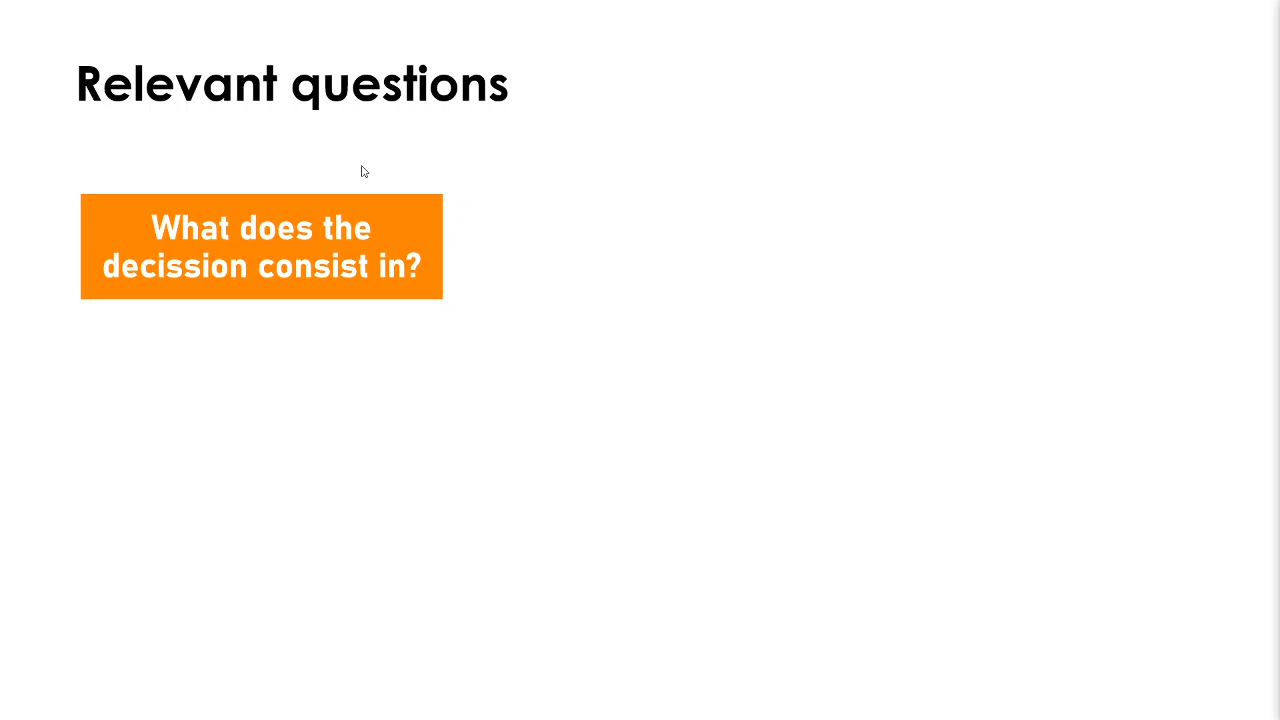 Relevant questions
What does the
decission consist in?